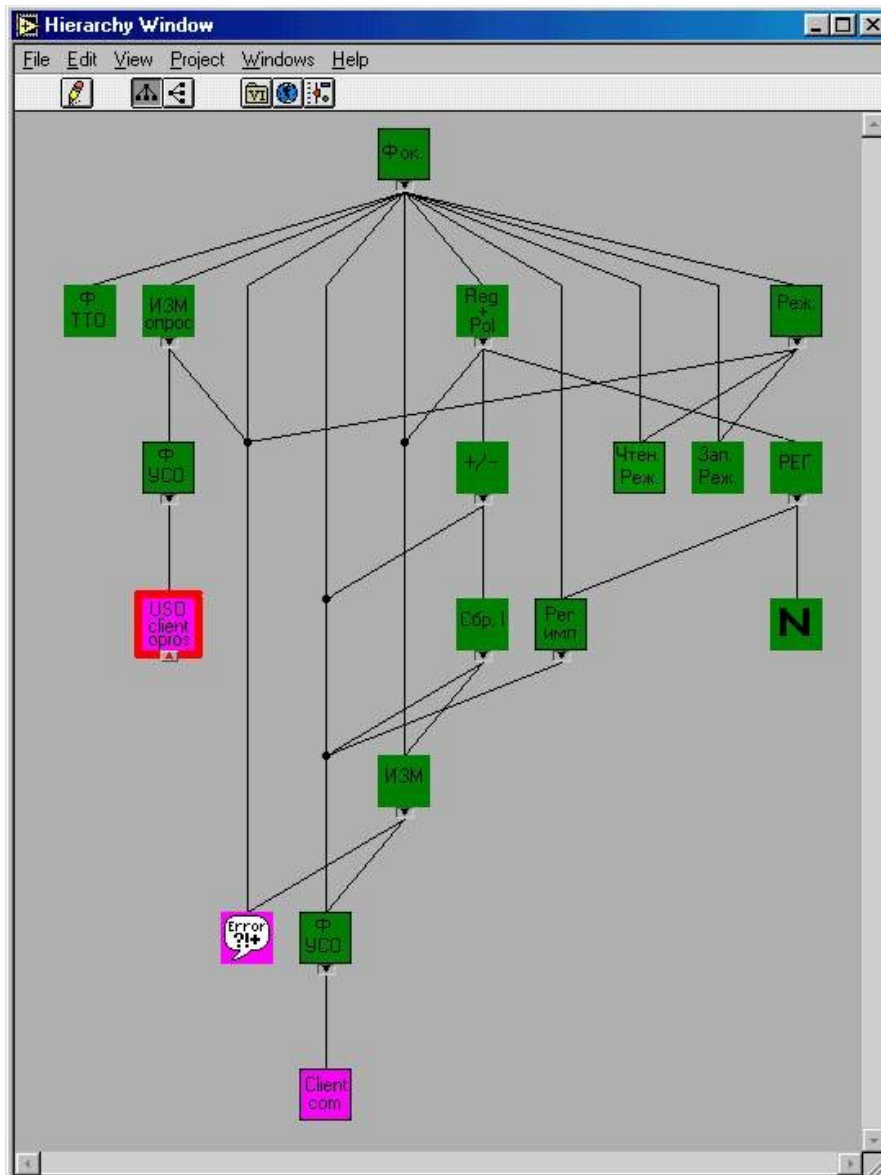 Hierarchy Window
File Edit View Project Windows Help
VI
Фок.
Ф
ТТО
ИЗМ
опрос
Reg
+
Pol
Реж.
Ф
УСО
+/-
Чтен.
Реж.
Зап.
Реж.
РЕГ
USO
client
opros
Сбр. I
Рег
имп
N
ИЗМ
Error
?!+
Ф
УСО
Client
com